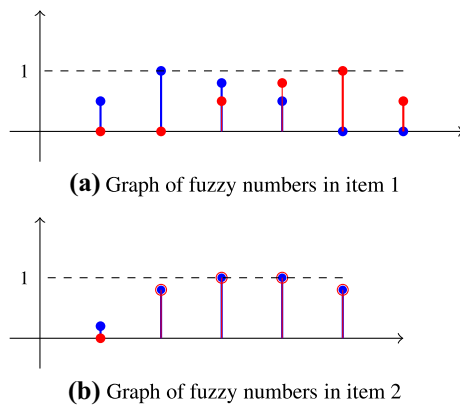 1
(a) Graph of fuzzy numbers in item 1
1
(b) Graph of fuzzy numbers in item 2